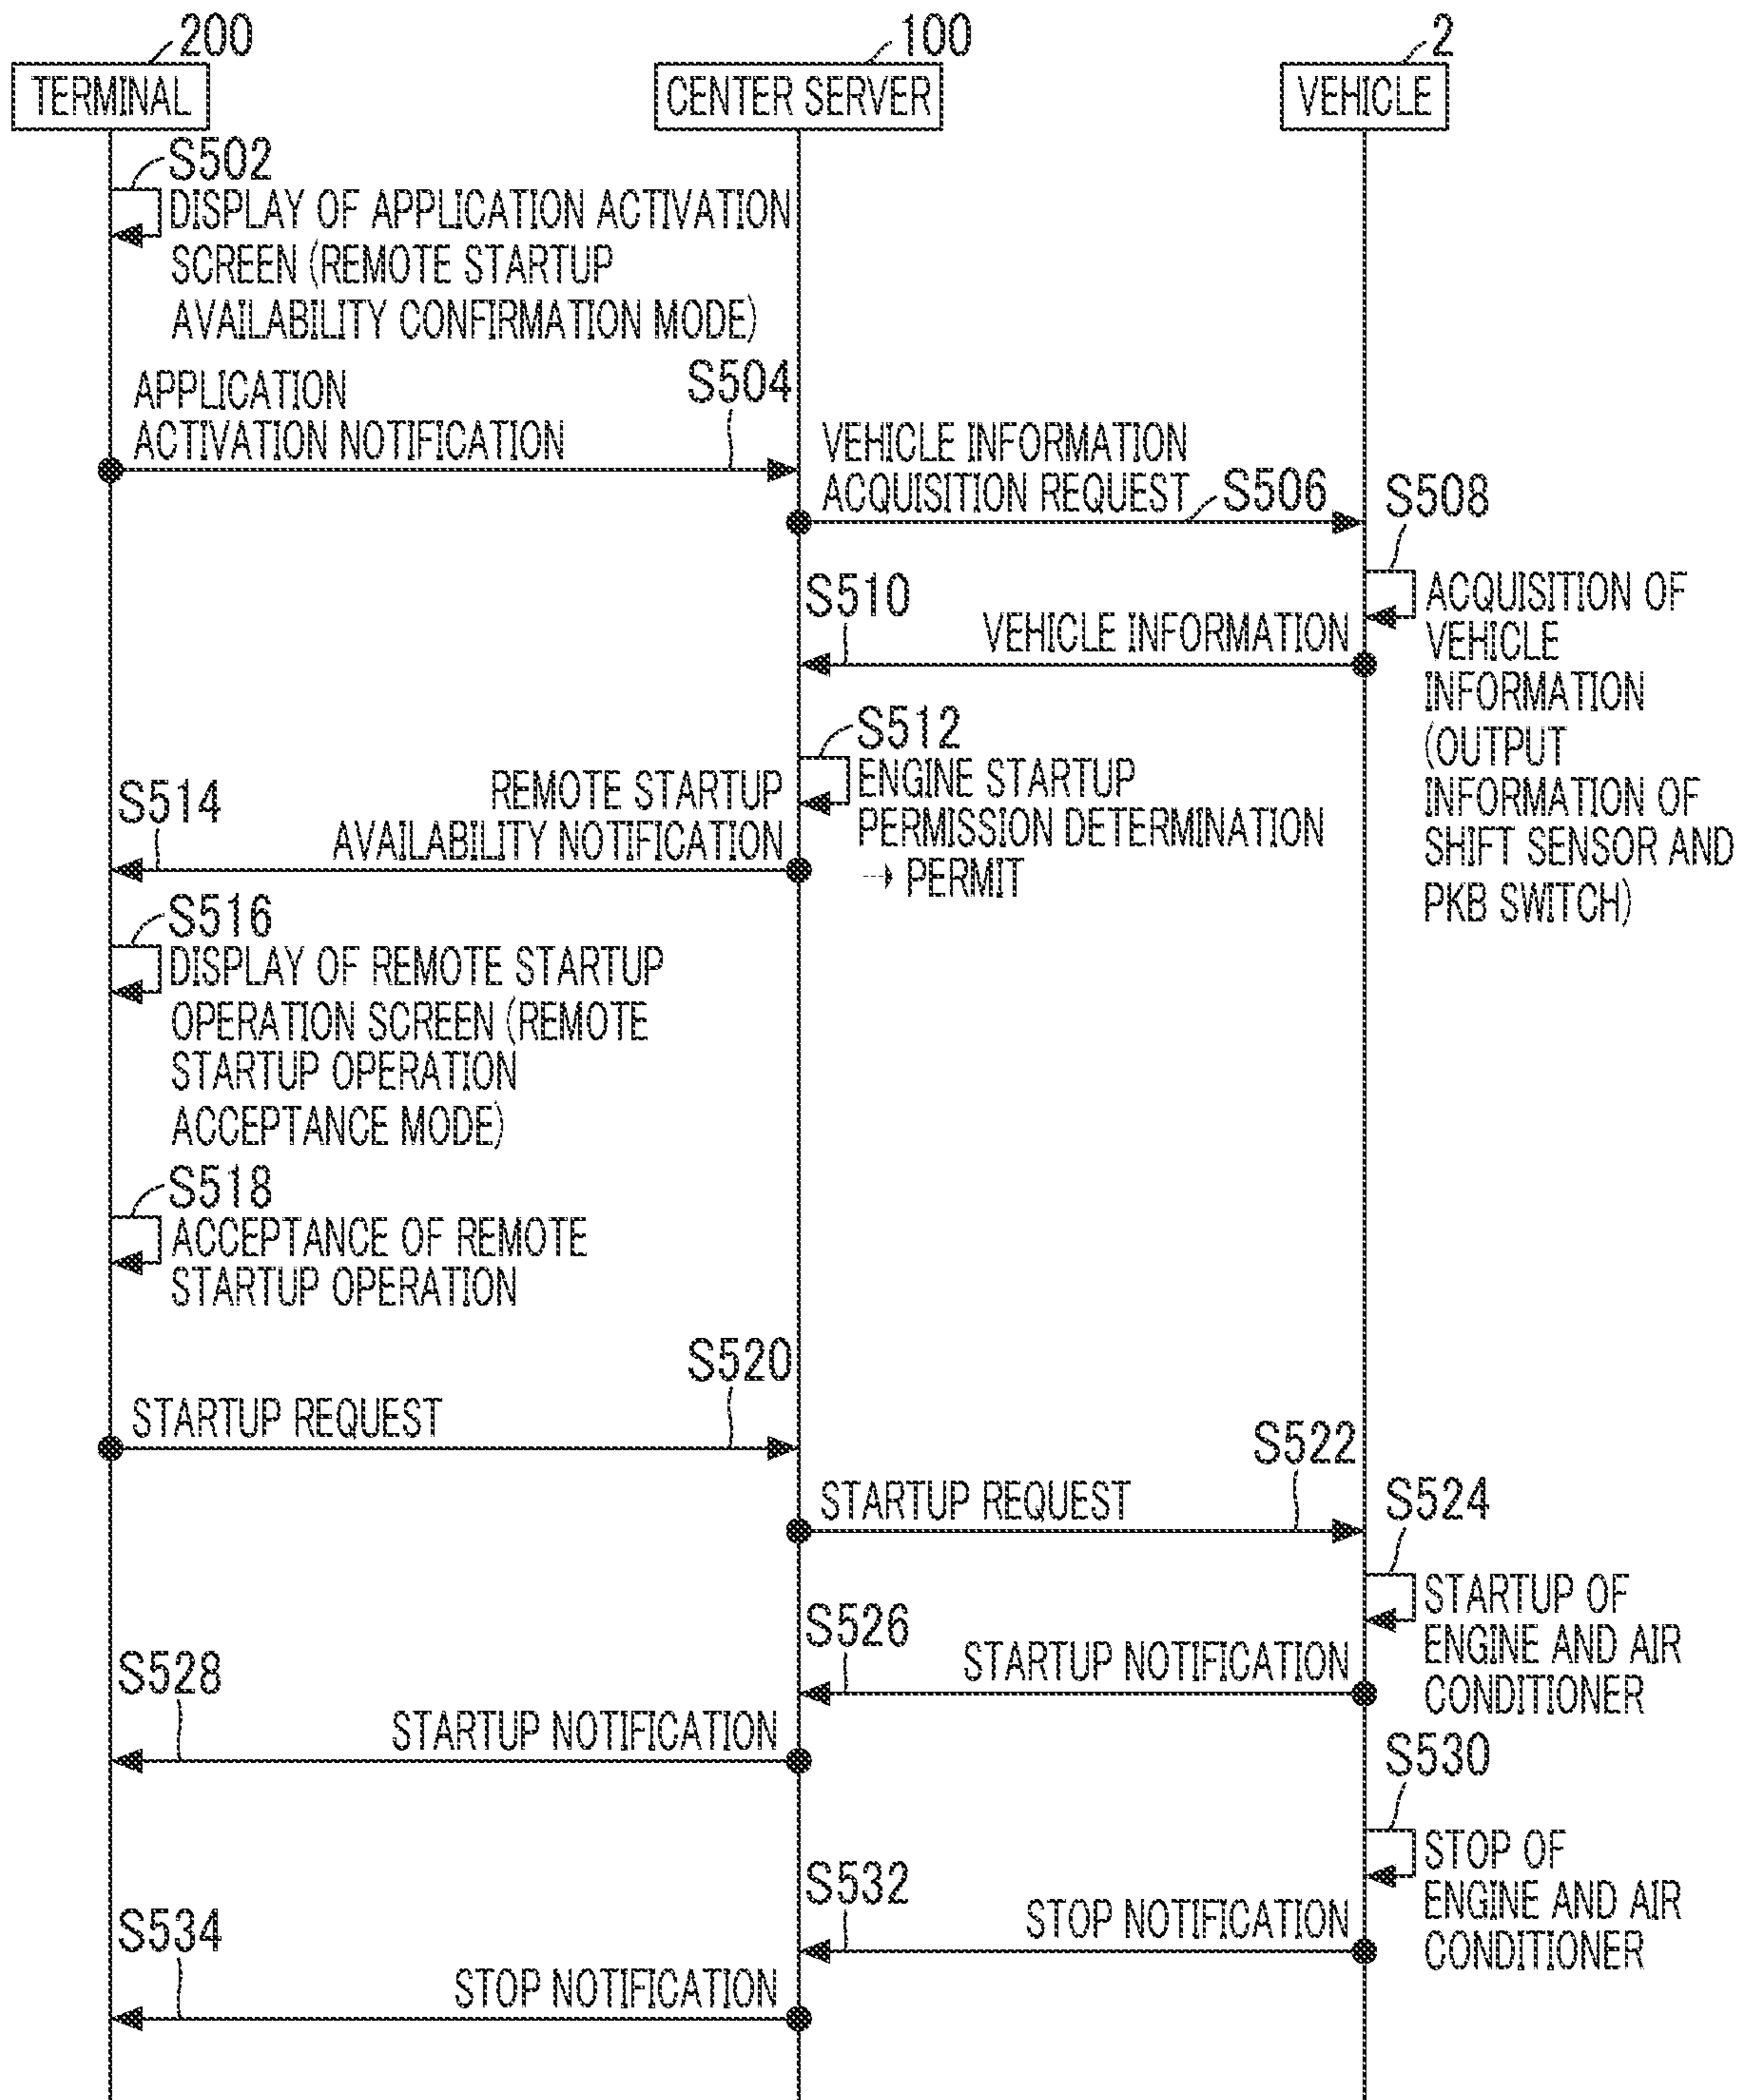 200
100
2
TERMINAL
CENTER SERVER
VEHICLE
S502
DISPLAY OF APPLICATION ACTIVATION
SCREEN (REMOTE STARTUP
AVAILABILITY CONFIRMATION MODE)
S504
APPLICATION
ACTIVATION NOTIFICATION
VEHICLE INFORMATION
ACQUISITION REQUEST
S506
S508
ACQUISITION OF
VEHICLE
INFORMATION
(OUTPUT
INFORMATION OF
SHIFT SENSOR AND
PKB SWITCH)
S510
VEHICLE INFORMATION
S512
ENGINE STARTUP
PERMISSION DETERMINATION
→ PERMIT
S514
REMOTE STARTUP
AVAILABILITY NOTIFICATION
S516
DISPLAY OF REMOTE STARTUP
OPERATION SCREEN (REMOTE
STARTUP OPERATION
ACCEPTANCE MODE)
S518
ACCEPTANCE OF REMOTE
STARTUP OPERATION
S520
STARTUP REQUEST
S522
STARTUP REQUEST
S524
STARTUP OF
ENGINE AND AIR
CONDITIONER
S526
STARTUP NOTIFICATION
S528
STARTUP NOTIFICATION
S530
STOP OF
ENGINE AND AIR
CONDITIONER
S532
STOP NOTIFICATION
S534
STOP NOTIFICATION